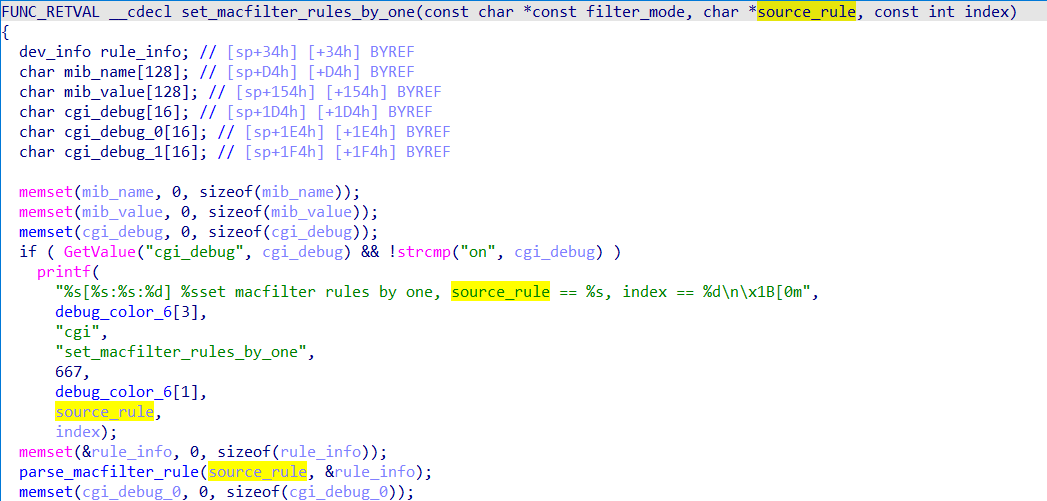 FUNC_RETVAL __cdecl set_macfilter_rules_by_one(const char *const filter_mode, char *source_rule, const int index)
{
  dev_info rule_info; // [sp+34h] [+34h] BYREF
  char mib_name[128]; // [sp+D4h] [+D4h] BYREF
  char mib_value[128]; // [sp+154h] [+154h] BYREF
  char cgi_debug[16]; // [sp+1D4h] [+1D4h] BYREF
  char cgi_debug_0[16]; // [sp+1E4h] [+1E4h] BYREF
  char cgi_debug_1[16]; // [sp+1F4h] [+1F4h] BYREF

  memset(mib_name, 0, sizeof(mib_name));
  memset(mib_value, 0, sizeof(mib_value));
  memset(cgi_debug, 0, sizeof(cgi_debug));
  if ( GetValue("cgi_debug", cgi_debug) && !strcmp("on", cgi_debug) )
    printf(
      "%s[%s:%s:%d] %sset macfilter rules by one, source_rule == %s, index == %d\n\x1B[0m",
      debug_color_6[3],
      "cgi",
      "set_macfilter_rules_by_one",
      667,
      debug_color_6[1],
      source_rule,
      index);
  memset(&rule_info, 0, sizeof(rule_info));
  parse_macfilter_rule(source_rule, &rule_info);
  memset(cgi_debug_0, 0, sizeof(cgi_debug_0));